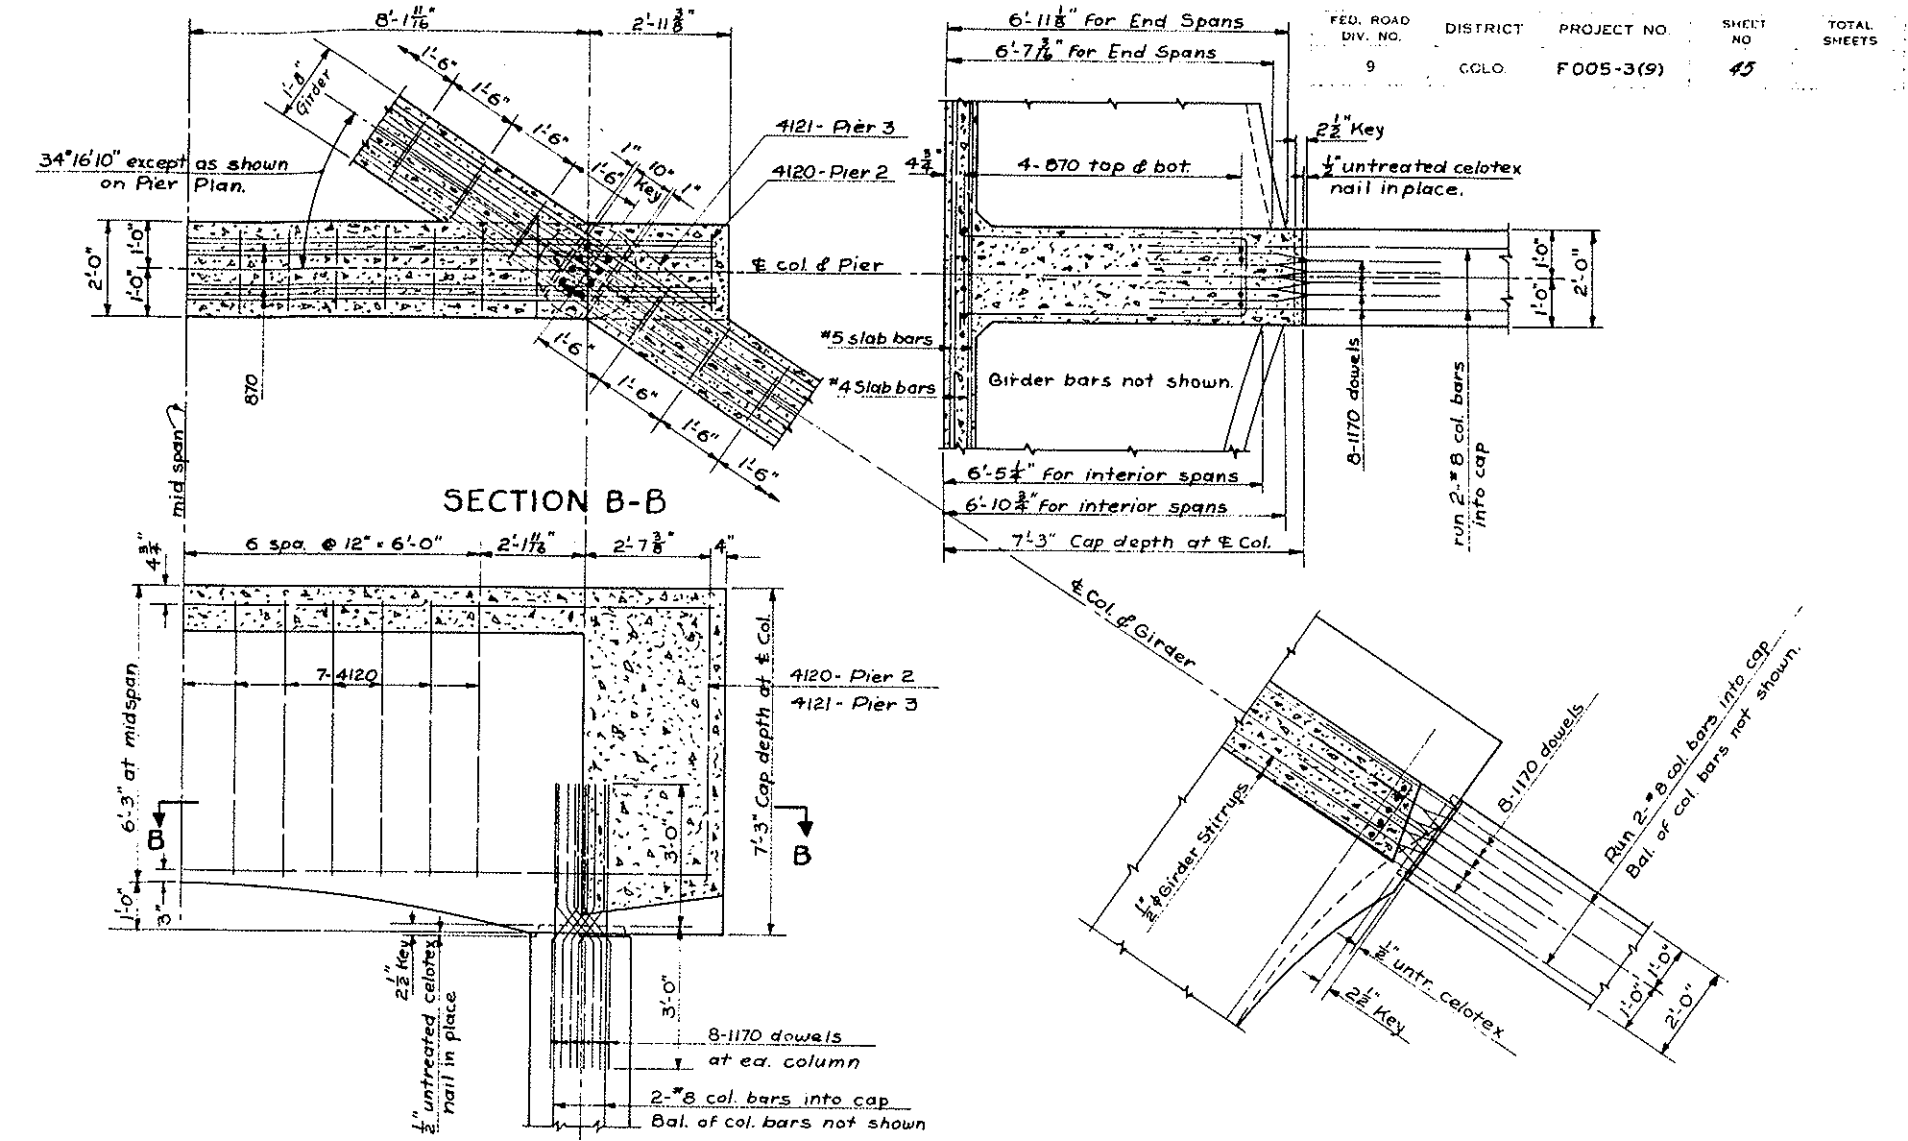 FED. ROAD DIV. NO.
DISTRICT
PROJECT NO.
SHEET NO
TOTAL SHEETS
9
COLO.
F 005-3(9)
45
8'-1 11/16"
2'-11 3/8"
1'-8"
Girder
1'-6"
1'-6"
1'-6"
1'-6"
1"
10"
Key
1"
34°16'10" except as shown
on Pier Plan.
4121- Pier 3
4120- Pier 2
2'-0"
1'-0"
1'-0"
870
℄ col. & Pier
1'-6"
1'-6"
1'-6"
1'-6"
mid span
SECTION B-B
6'-11 1/8" For End Spans
6'-7 3/16" For End Spans
4-870 top & bot.
2 1/2" Key
1/2" untreated celotex
nail in place.
#5 slab bars
#4 Slab bars
Girder bars not shown.
1'-0"
1'-0"
2'-0"
8-1170 dowels
run 2-#8 col. bars
into cap
6'-5 1/4" For interior spans
6'-10 3/4" For interior spans
7'-3" Cap depth at ℄ Col.
4 3/4"
6 spa. @ 12" = 6'-0"
2'-1 11/16"
2'-7 3/8"
4"
7-4120
4120- Pier 2
4121- Pier 3
6'-3" at midspan
7'-3" Cap depth at ℄ Col.
B
B
1'-0"
3"
3'-0"
3'-0"
2 1/2" Key
1/2" untreated celotex
nail in place
8-1170 dowels
at ea. column
2-#8 col. bars into cap
Bal. of col. bars not shown
℄ Col. & Girder
1/2" ϕ Girder Stirrups
8-1170 dowels
Run 2-#8 col. bars into cap
Bal. of col. bars not shown.
1/2" untr. celotex
2 1/2" Key
1'-0"
1'-0"
2'-0"